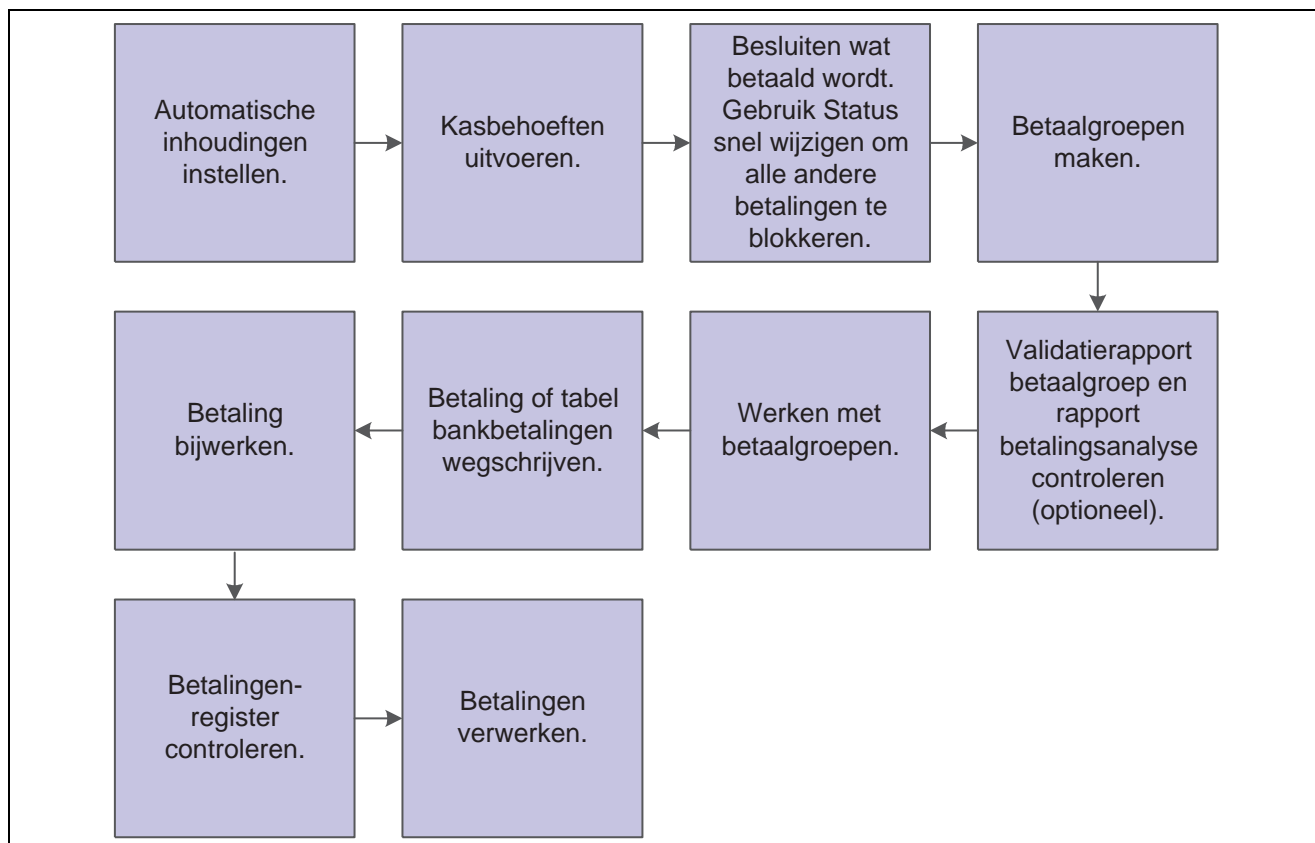 Automatische
inhoudingen
instellen.
Kasbehoeften
uitvoeren.
Besluiten wat
betaald wordt.
Gebruik Status
snel wijzigen om
alle andere
betalingen te
blokkeren.
Betaalgroepen
maken.
Validatierapport
betaalgroep en
rapport
betalingsanalyse
controleren
(optioneel).
Werken met
betaalgroepen.
Betaling of tabel
bankbetalingen
wegschrijven.
Betaling
bijwerken.
Betalingen-
register
controleren.
Betalingen
verwerken.